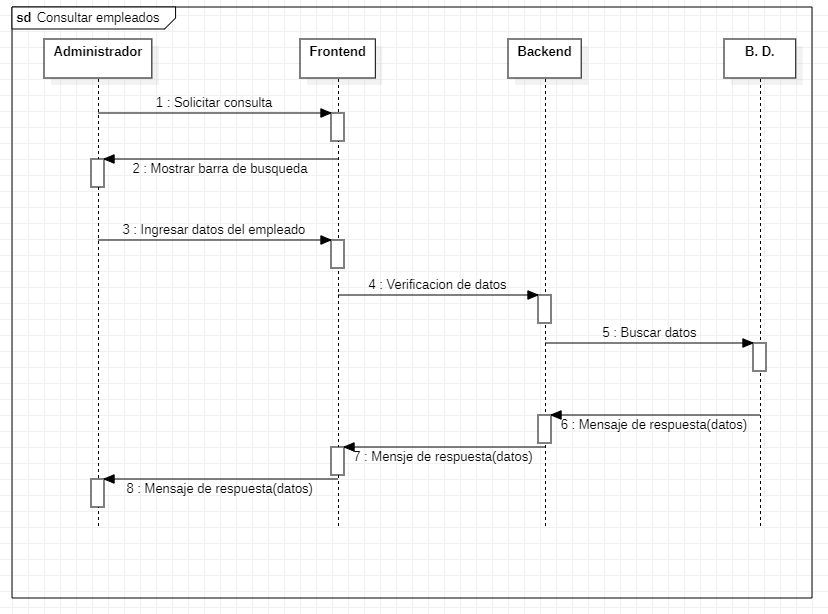 sd Consultar empleados
Administrador
Frontend
Backend
B. D.
1 : Solicitar consulta
2 : Mostrar barra de busqueda
3 : Ingresar datos del empleado
4 : Verificacion de datos
5 : Buscar datos
6 : Mensaje de respuesta(datos)
7 : Mensje de respuesta(datos)
8 : Mensaje de respuesta(datos)